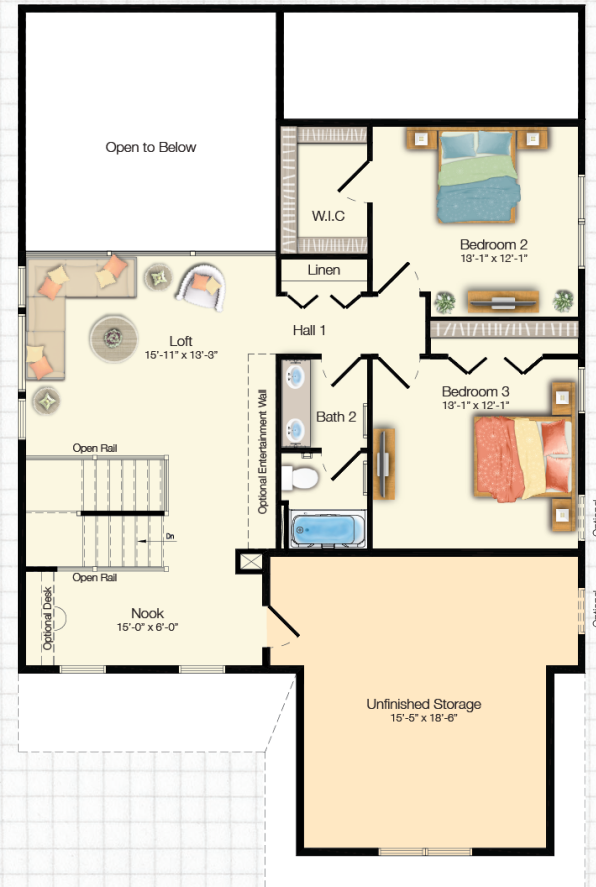 Open to Below
W.I.C
Bedroom 2
13'-1" x 12'-1"
Linen
Hall 1
Loft
15'-11" x 13'-3"
Bedroom 3
13'-1" x 12'-1"
Bath 2
Optional Entertainment Wall
Open Rail
Dn
Open Rail
Optional Desk
Nook
15'-0" x 6'-0"
Optional
Optional
Unfinished Storage
15'-5" x 18'-6"